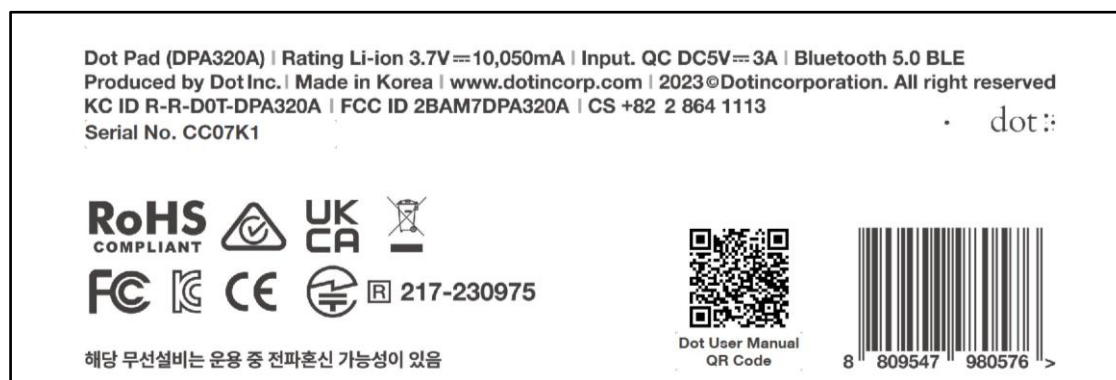 Dot Pad (DPA320A) | Rating Li-ion 3.7V⎓10,050mA | Input. QC DC5V⎓3A | Bluetooth 5.0 BLE
Produced by Dot Inc. | Made in Korea | www.dotincorp.com | 2023©Dotincorporation. All right reserved
KC ID R-R-D0T-DPA320A | FCC ID 2BAM7DPA320A | CS +82 2 864 1113
Serial No. CC07K1
dot
RoHS
COMPLIANT
UK
CA
FC KC CE R 217-230975
해당 무선설비는 운용 중 전파혼신 가능성이 있음
Dot User Manual
QR Code
8 809547 980576 >